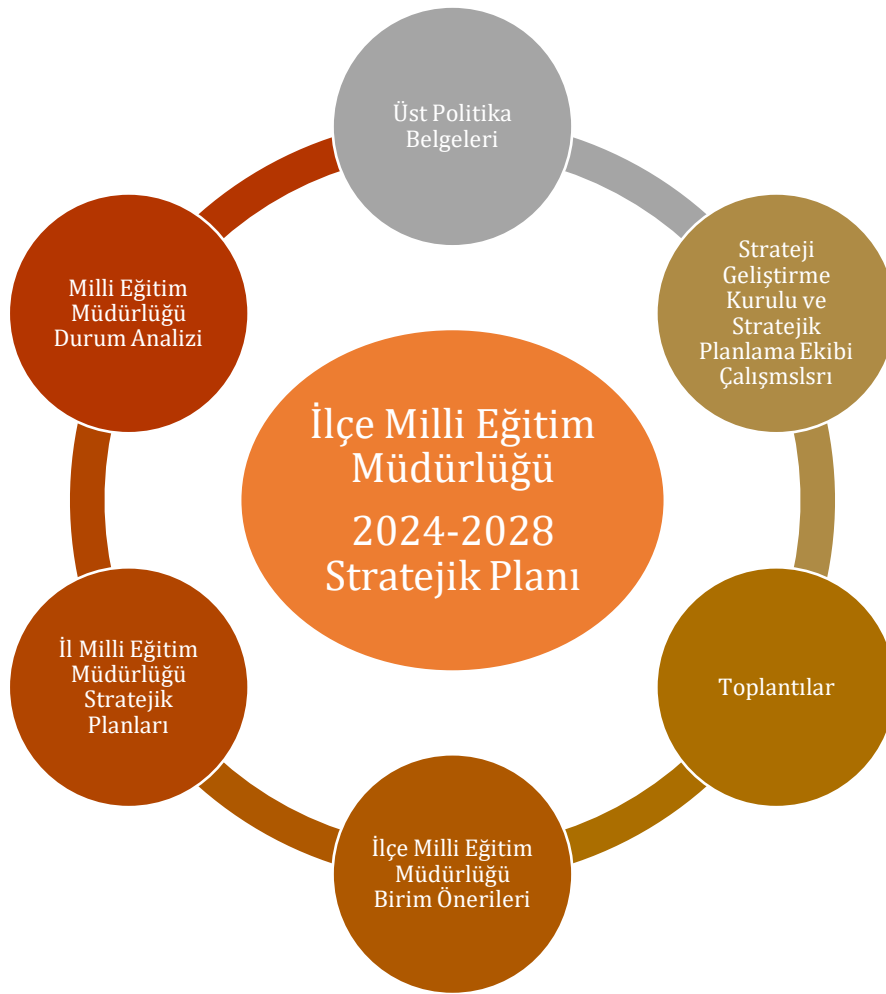 Üst Politika
Belgeleri
Strateji
Geliştirme
Kurulu ve
Stratejik
Planlama Ekibi
Çalışmslsrı
Toplantılar
İlçe Milli Eğitim
Müdürlüğü
Birim Önerileri
İl Milli Eğitim
Müdürlüğü
Stratejik
Planları
Milli Eğitim
Müdürlüğü
Durum Analizi
İlçe Milli Eğitim
Müdürlüğü
2024-2028
Stratejik Planı